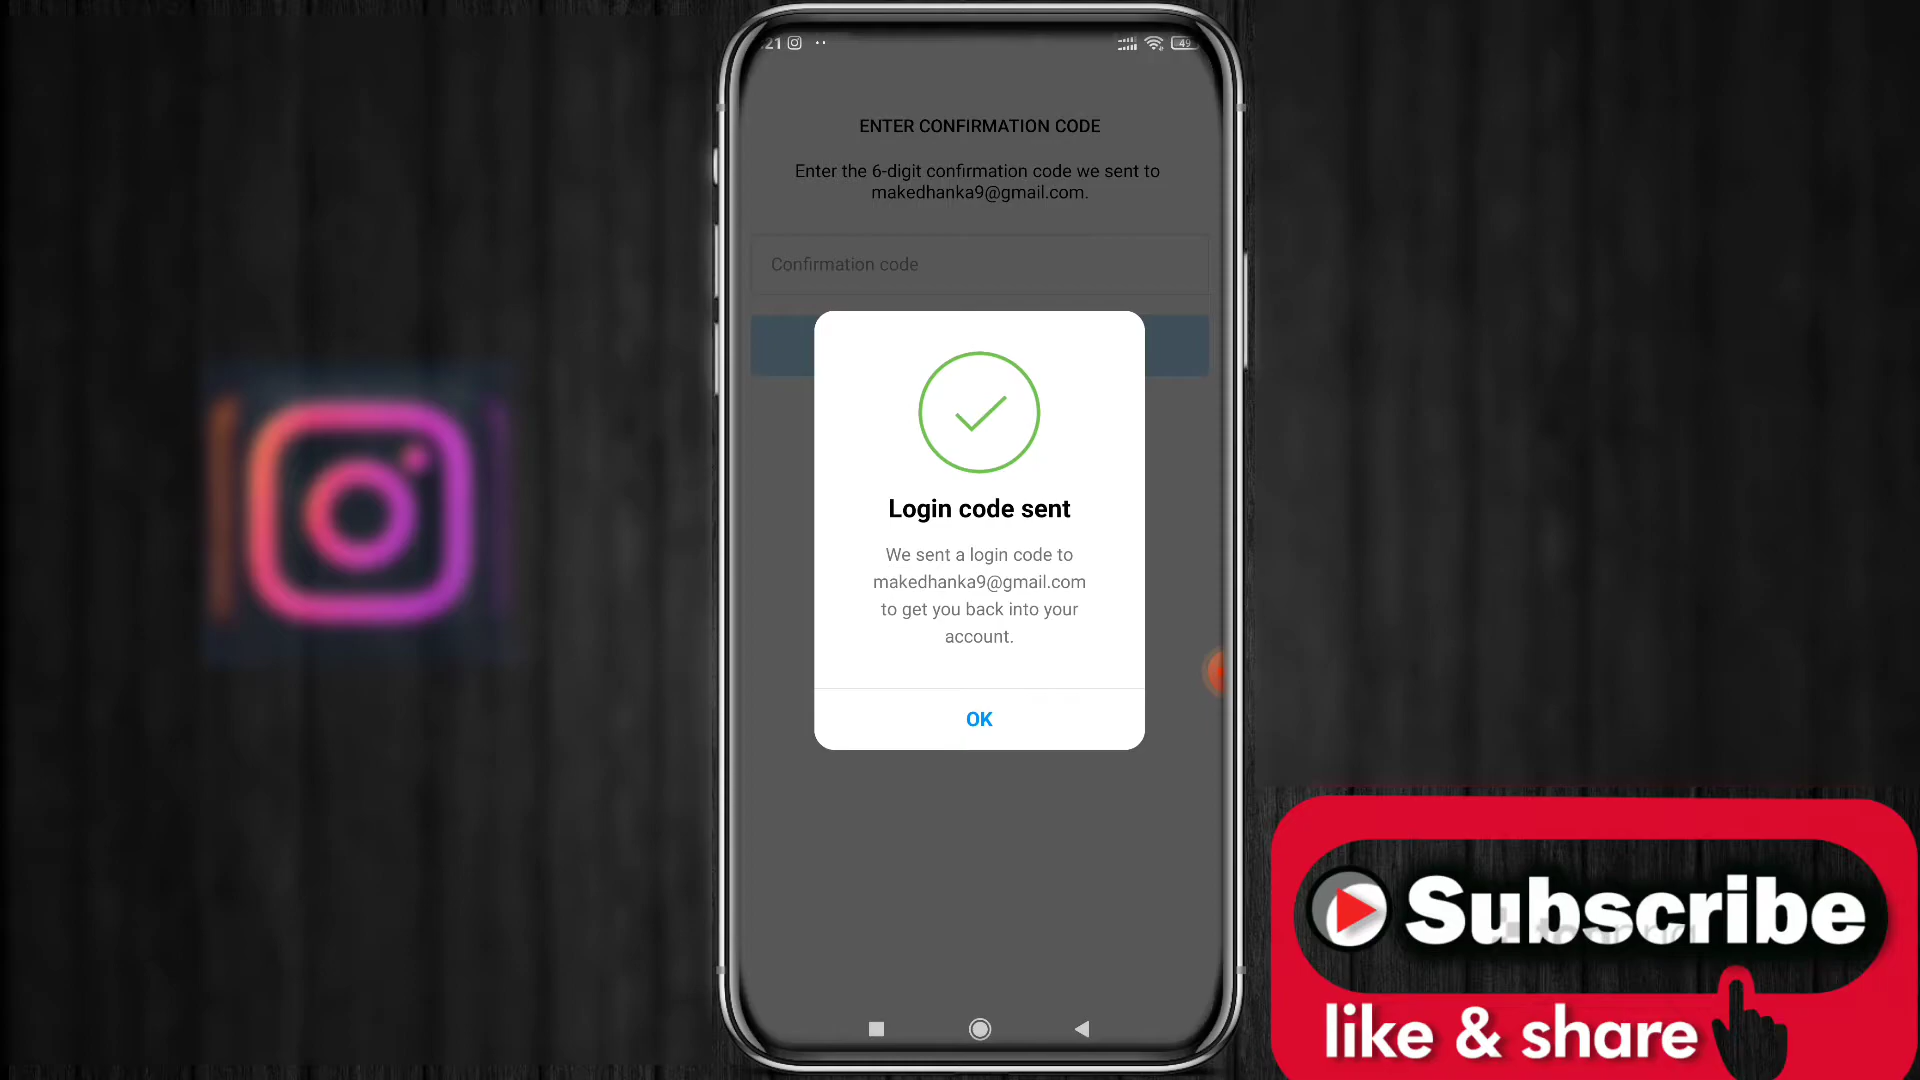 :21
49
ENTER CONFIRMATION CODE
Enter the 6-digit confirmation code we sent to
makedhanka9@gmail.com.
Confirmation code
Login code sent
We sent a login code to
makedhanka9@gmail.com
to get you back into your
account.
OK
Subscribe
like & share